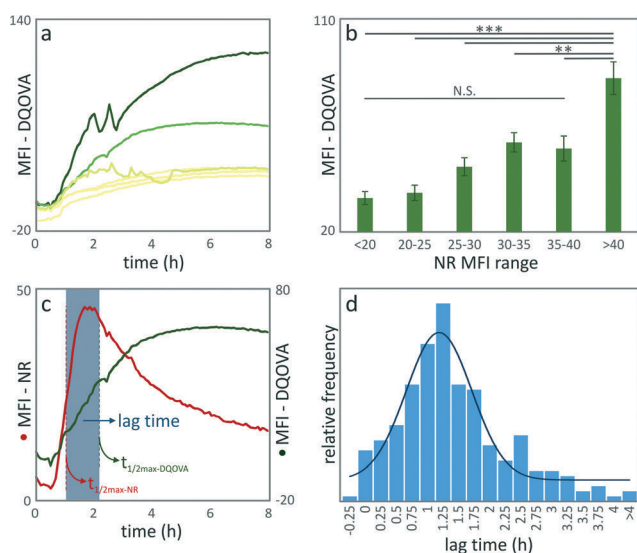 a
140
-20
MFI - DQOVA
0
2
4
6
8
time (h)
b
110
20
MFI - DQOVA
***
**
N.S.
<20
20-25
25-30
30-35
35-40
>40
NR MFI range
c
50
0
80
-20
MFI - NR
MFI - DQOVA
lag time
t1/2max-DQOVA
t1/2max-NR
0
2
4
6
8
time (h)
d
relative frequency
-0.25
0
0.25
0.5
0.75
1
1.25
1.5
1.75
2
2.25
2.5
2.75
3
3.25
3.5
3.75
4
>4
lag time (h)